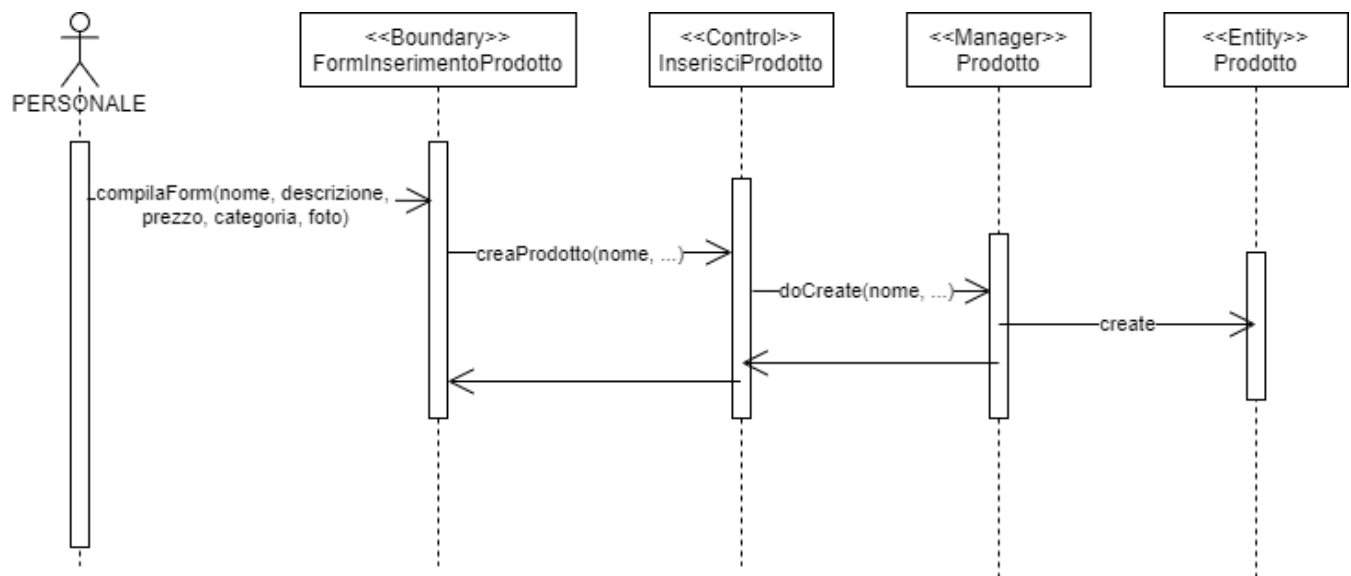 PERSONALE
<<Boundary>>
FormInserimentoProdotto
<<Control>>
InserisciProdotto
<<Manager>>
Prodotto
<<Entity>>
Prodotto
compilaForm(nome, descrizione,
prezzo, categoria, foto)
creaProdotto(nome, ...)
doCreate(nome, ...)
create